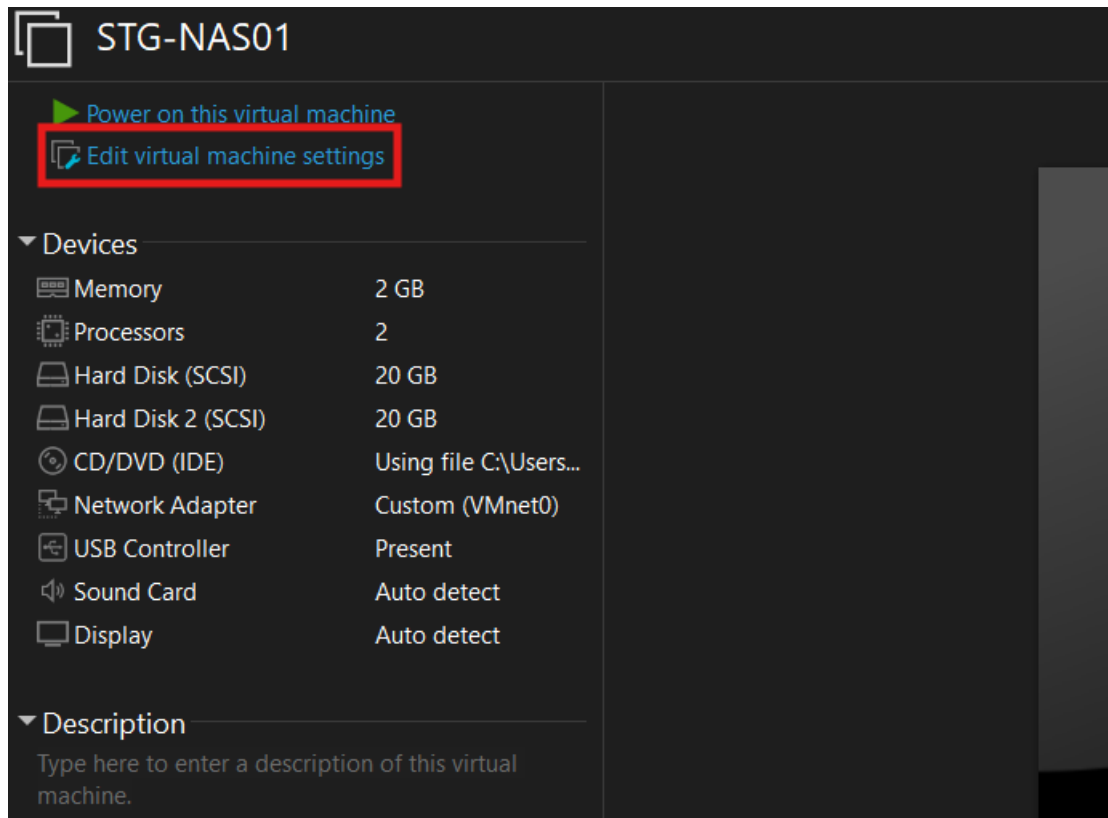 STG-NAS01
Power on this virtual machine
Edit virtual machine settings
Devices
Memory 2 GB
Processors 2
Hard Disk (SCSI) 20 GB
Hard Disk 2 (SCSI) 20 GB
CD/DVD (IDE) Using file C:\Users...
Network Adapter Custom (VMnet0)
USB Controller Present
Sound Card Auto detect
Display Auto detect
Description
Type here to enter a description of this virtual
machine.